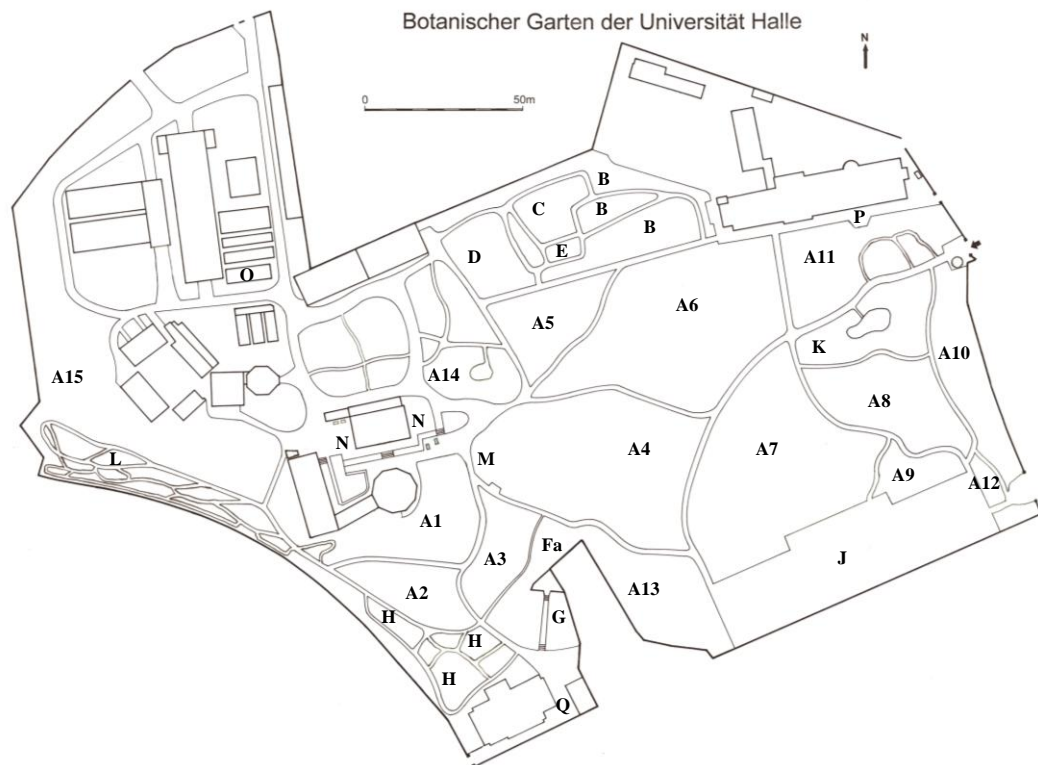 Botanischer Garten der Universität Halle
N
0 50m
B
C
B
B
P
E
D
A11
O
A6
A5
K
A10
A15
A14
A8
N
N
L
M
A4
A7
A9
A12
A1
Fa
A3
J
A13
A2
H
G
H
H
Q